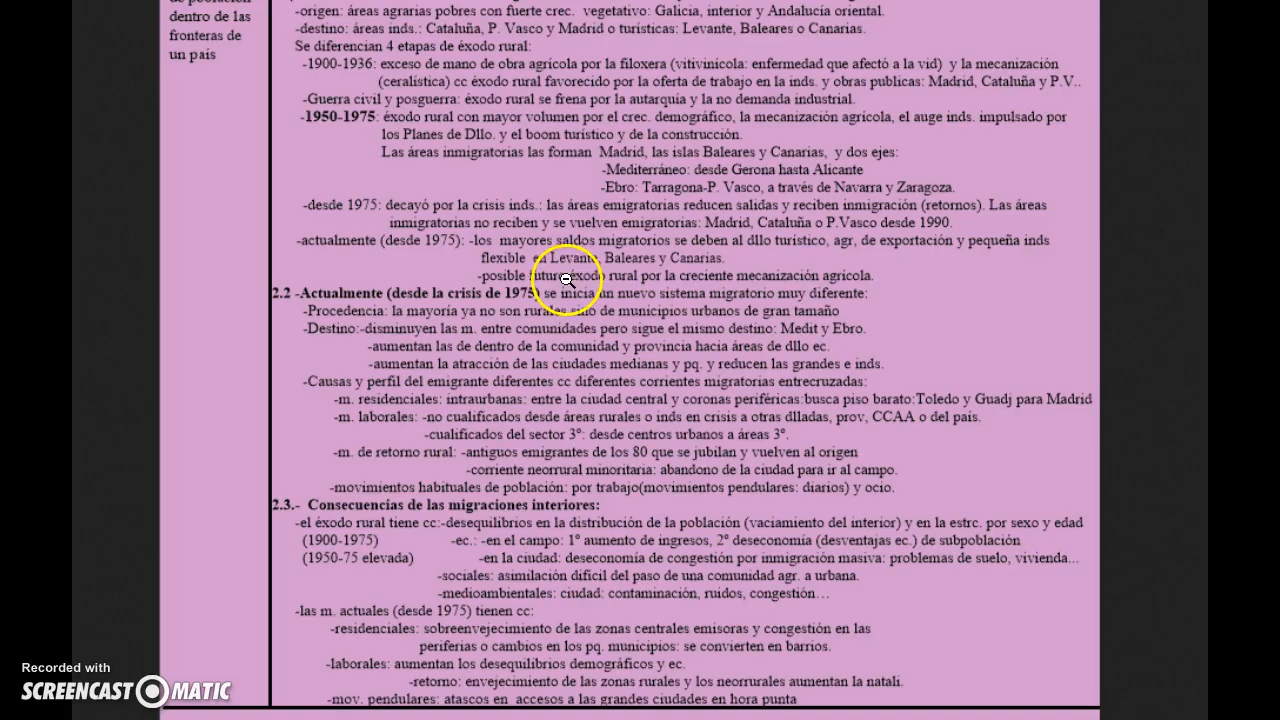 dentro de las
fronteras de
un país
-origen: áreas agrarias pobres con fuerte crec. vegetativo: Galicia, interior y Andalucía oriental.
-destino: áreas inds.: Cataluña, P. Vasco y Madrid o turísticas: Levante, Baleares o Canarias.
Se diferencian 4 etapas de éxodo rural:
-1900-1936: exceso de mano de obra agrícola por la filoxera (vitivinícola: enfermedad que afectó a la vid) y la mecanización
(ceralística) cc éxodo rural favorecido por la oferta de trabajo en la inds. y obras publicas: Madrid, Cataluña y P.V..
-Guerra civil y posguerra: éxodo rural se frena por la autarquía y la no demanda industrial.
-1950-1975: éxodo rural con mayor volumen por el crec. demográfico, la mecanización agrícola, el auge inds. impulsado por
los Planes de Dllo. y el boom turístico y de la construcción.
Las áreas inmigratorias las forman Madrid, las islas Baleares y Canarias, y dos ejes:
-Mediterráneo: desde Gerona hasta Alicante
-Ebro: Tarragona-P. Vasco, a través de Navarra y Zaragoza.
-desde 1975: decayó por la crisis inds.: las áreas emigratorias reducen salidas y reciben inmigración (retornos). Las áreas
inmigratorias no reciben y se vuelven emigratorias: Madrid, Cataluña o P.Vasco desde 1990.
-actualmente (desde 1975): -los mayores saldos migratorios se deben al dllo turístico, agr, de exportación y pequeña inds
flexible en Levante, Baleares y Canarias.
-posible futuro éxodo rural por la creciente mecanización agrícola.
2.2 -Actualmente (desde la crisis de 1975) se inicia un nuevo sistema migratorio muy diferente:
-Procedencia: la mayoría ya no son rurales sino de municipios urbanos de gran tamaño
-Destino:-disminuyen las m. entre comunidades pero sigue el mismo destino: Medit y Ebro.
-aumentan las de dentro de la comunidad y provincia hacia áreas de dllo ec.
-aumentan la atracción de las ciudades medianas y pq. y reducen las grandes e inds.
-Causas y perfil del emigrante diferentes cc diferentes corrientes migratorias entrecruzadas:
-m. residenciales: intraurbanas: entre la ciudad central y coronas periféricas:busca piso barato:Toledo y Guadj para Madrid
-m. laborales: -no cualificados desde áreas rurales o inds en crisis a otras dlladas, prov, CCAA o del país.
-cualificados del sector 3º: desde centros urbanos a áreas 3º.
-m. de retorno rural: -antiguos emigrantes de los 80 que se jubilan y vuelven al origen
-corriente neorrural minoritaria: abandono de la ciudad para ir al campo.
-movimientos habituales de población: por trabajo(movimientos pendulares: diarios) y ocio.
2.3.- Consecuencias de las migraciones interiores:
-el éxodo rural tiene cc:-desequilibrios en la distribución de la población (vaciamiento del interior) y en la estrc. por sexo y edad
(1900-1975) -ec.: -en el campo: 1º aumento de ingresos, 2º deseconomía (desventajas ec.) de subpoblación
(1950-75 elevada) -en la ciudad: deseconomía de congestión por inmigración masiva: problemas de suelo, vivienda...
-sociales: asimilación difícil del paso de una comunidad agr. a urbana.
-medioambientales: ciudad: contaminación, ruidos, congestión...
-las m. actuales (desde 1975) tienen cc:
-residenciales: sobreenvejecimiento de las zonas centrales emisoras y congestión en las
periferias o cambios en los pq. municipios: se convierten en barrios.
-laborales: aumentan los desequilibrios demográficos y ec.
-retorno: envejecimiento de las zonas rurales y los neorrurales aumentan la natali.
-mov. pendulares: atascos en accesos a las grandes ciudades en hora punta
Recorded with
SCREENCAST MATIC